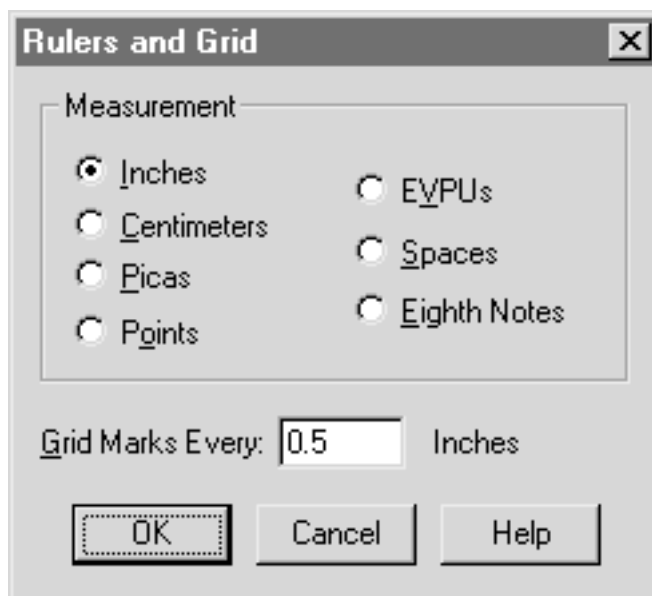 Rulers and Grid
Measurement
Inches
Centimeters
Picas
Points
EVPUs
Spaces
Eighth Notes
Grid Marks Every: 0.5 Inches
OK Cancel Help